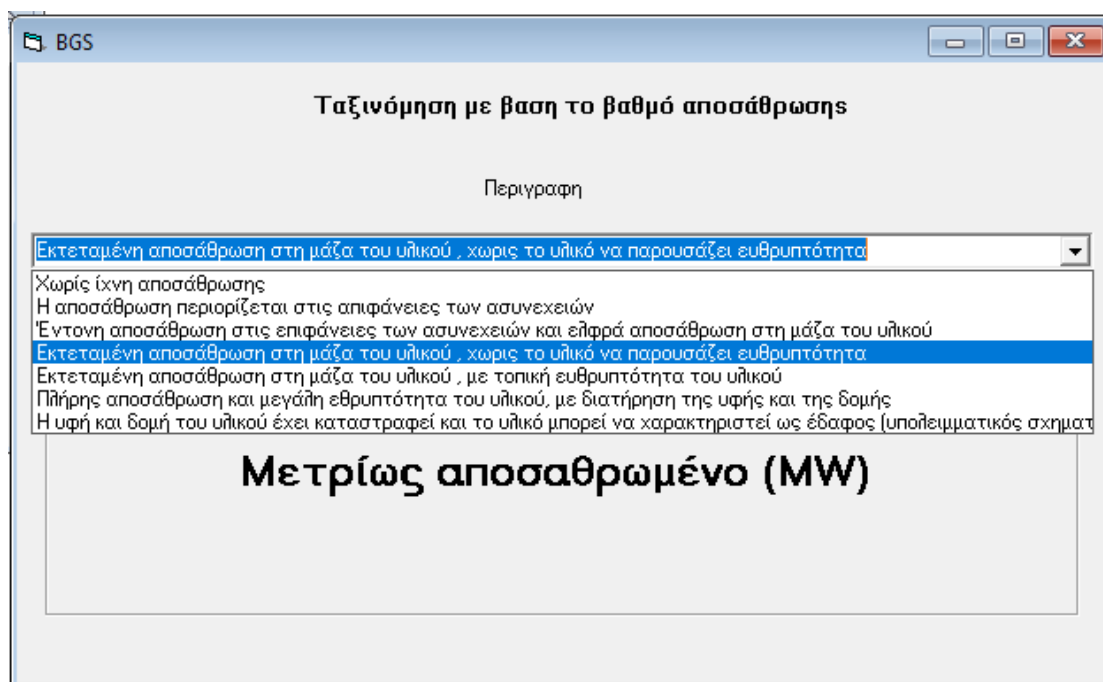 BGS
Ταξινόμηση με βαση το βαθμό αποσάθρωσηs
Περιγραφη
Εκτεταμένη αποσάθρωση στη μάζα του υλικού , χωρις το υλικό να παρουσάζει ευθρυπτότητα
Χωρίς ίχνη αποσάθρωσης
Η αποσάθρωση περιορίζεται στις απιφάνειες των ασυνεχειών
Έντονη αποσάθρωση στις επιφάνειες των ασυνεχειών και ελφρά αποσάθρωση στη μάζα του υλικού
Εκτεταμένη αποσάθρωση στη μάζα του υλικού , χωρις το υλικό να παρουσάζει ευθρυπτότητα
Εκτεταμένη αποσάθρωση στη μάζα του υλικού , με τοπική ευθρυπτότητα του υλικού
Πλήρης αποσάθρωση και μεγάλη εθρυπτότητα του υλικού, με διατήρηση της υφής και της δομής
Η υφή και δομή του υλικού έχει καταστραφεί και το υλικό μπορεί να χαρακτηριστεί ως έδαφος (υπολειμματικός σχηματ
Μετρίως αποσαθρωμένο (MW)